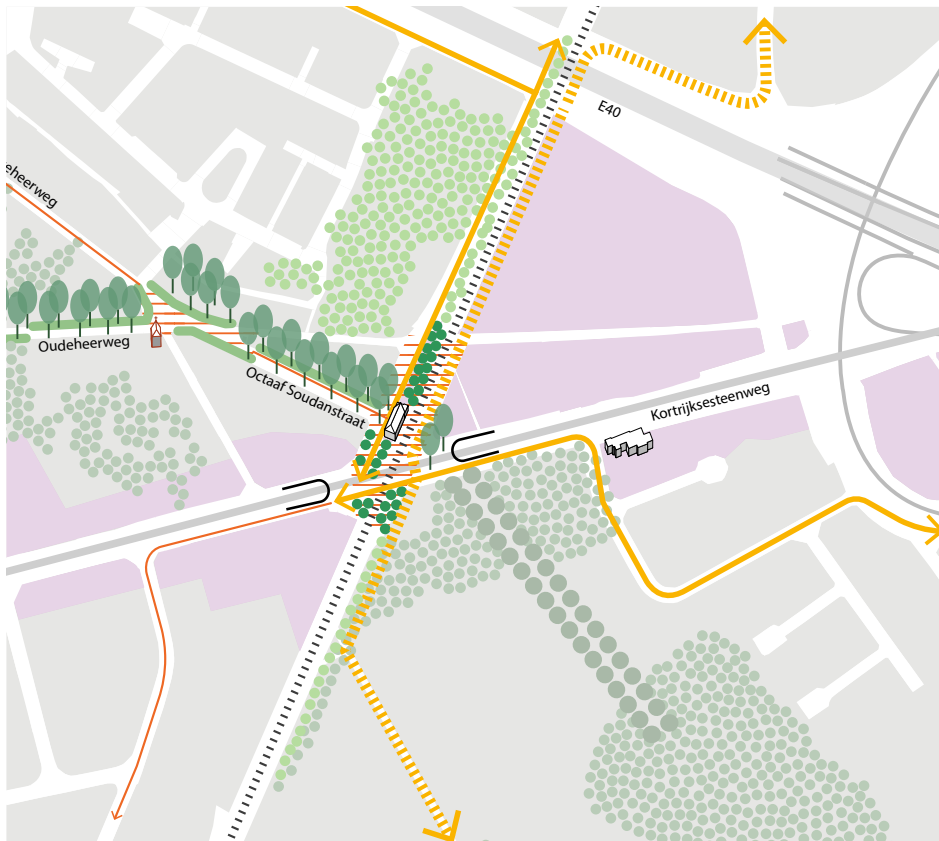 E40
eheerweg
Oudeheerweg
Octaaf Soudanstraat
Kortrijksesteenweg